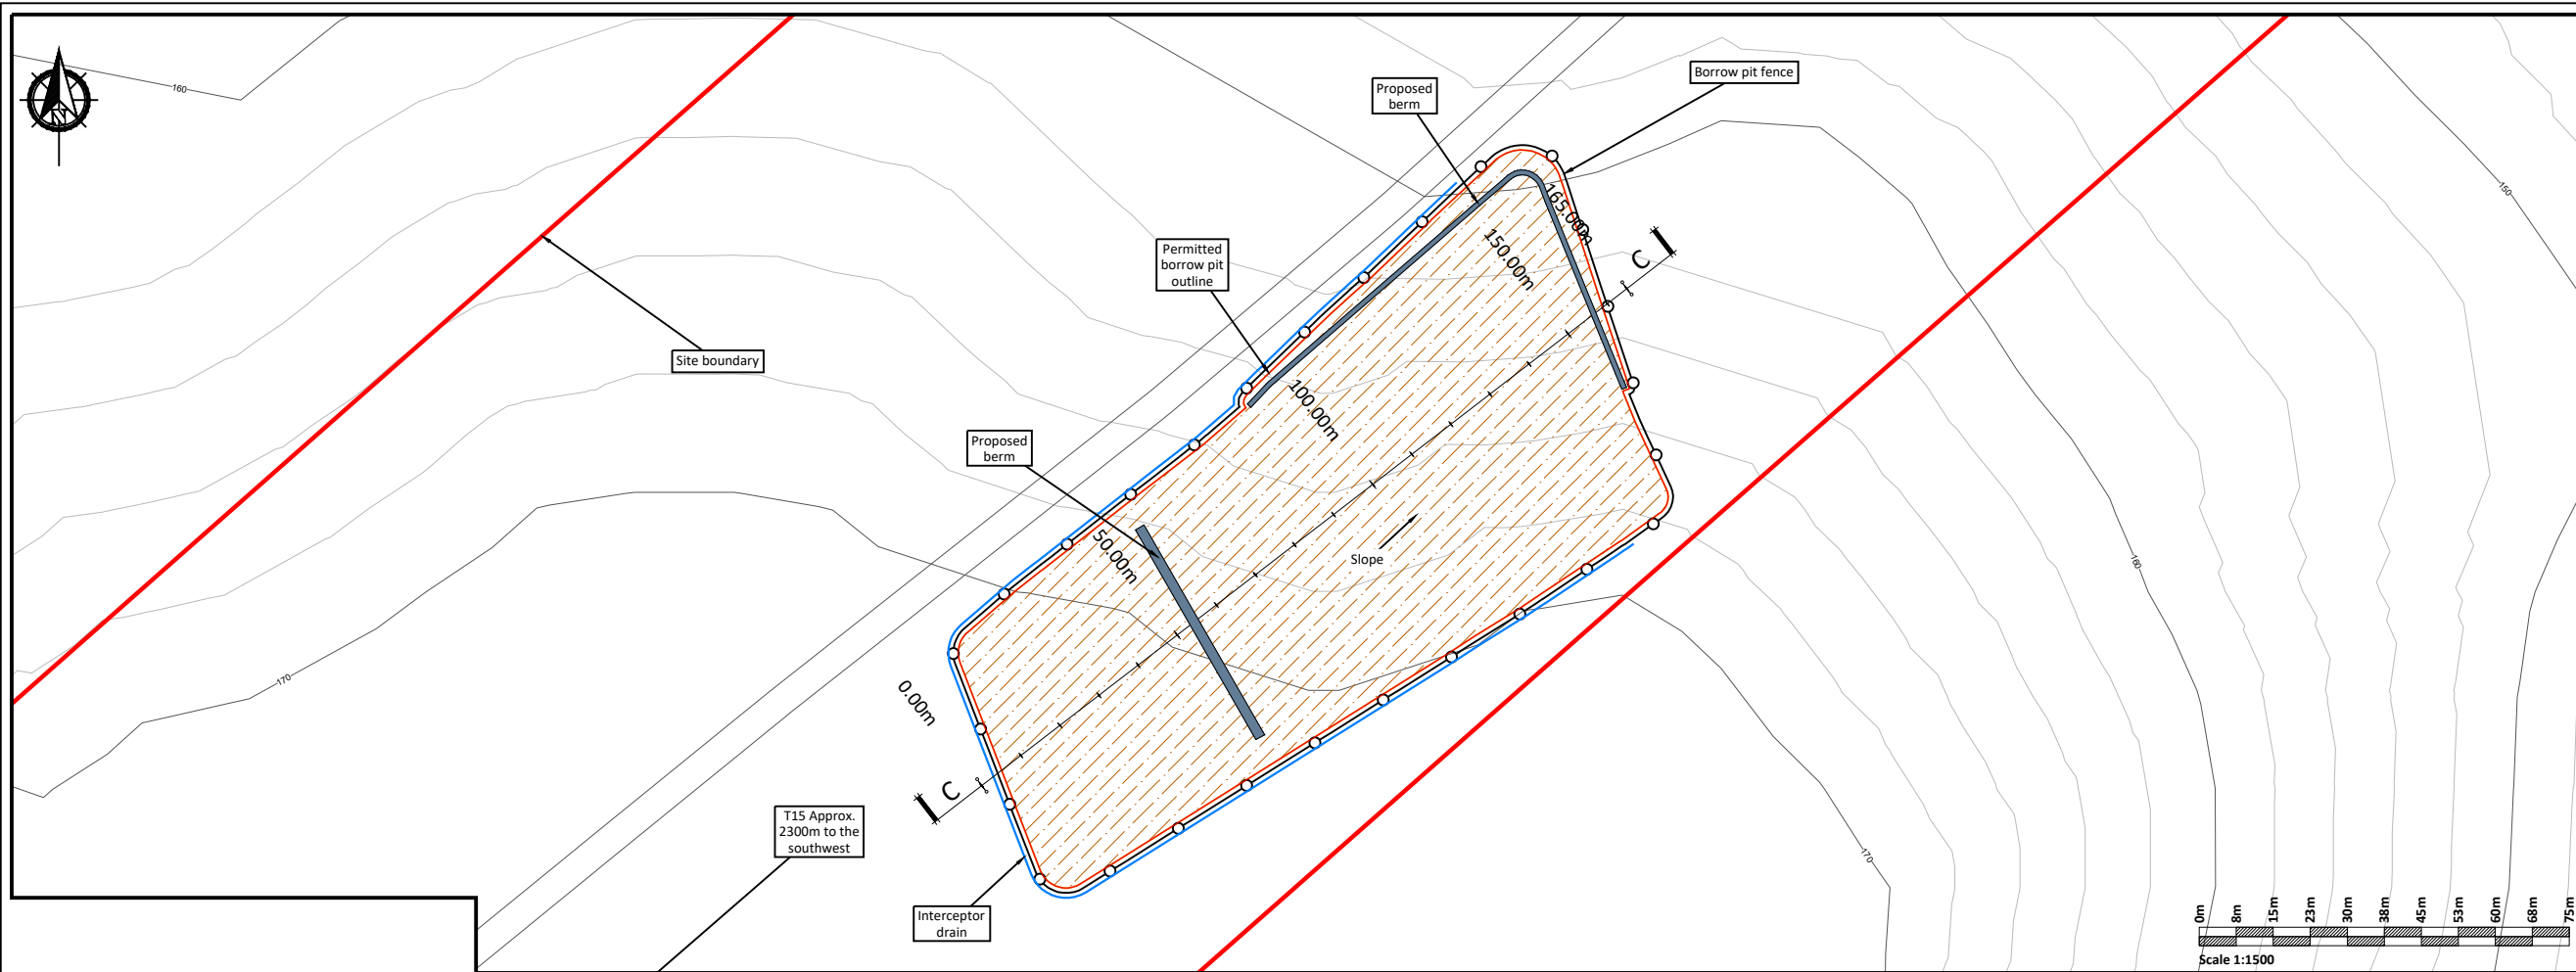 160
N
Proposed
berm
Borrow pit fence
150
165.00m
150.00m
C
Permitted
borrow pit
outline
Site boundary
100.00m
Proposed
berm
50.00m
Slope
160
170
0.00m
C
T15 Approx.
2300m to the
southwest
170
Interceptor
drain
0m
8m
15m
23m
30m
38m
45m
53m
60m
68m
75m
Scale 1:1500